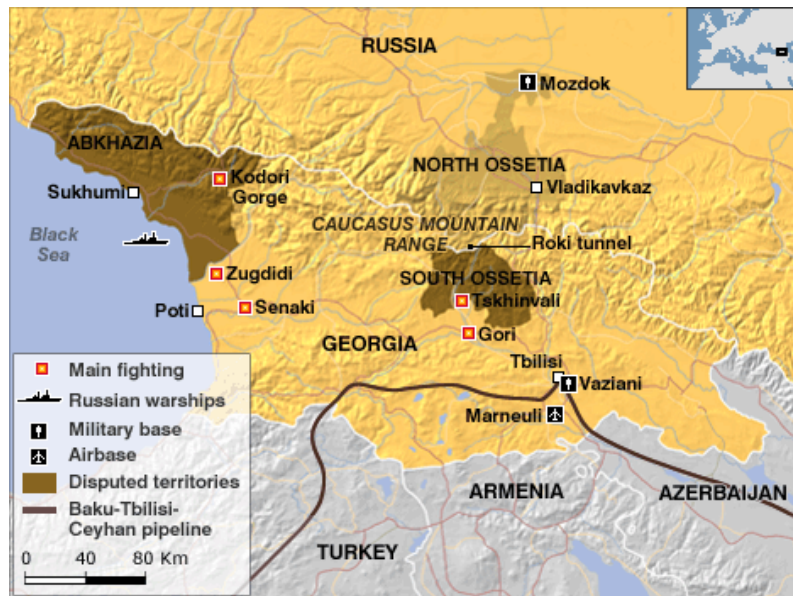 RUSSIA
Mozdok
ABKHAZIA
NORTH OSSETIA
Kodori
Gorge
Sukhumi
Vladikavkaz
CAUCASUS MOUNTAIN
RANGE
Black
Sea
Roki tunnel
Zugdidi
SOUTH OSSETIA
Tskhinvali
Senaki
Poti
Gori
GEORGIA
Tbilisi
Vaziani
Marneuli
ARMENIA
AZERBAIJAN
TURKEY
Main fighting
Russian warships
Military base
Airbase
Disputed territories
Baku-Tbilisi-
Ceyhan pipeline
0 40 80 Km